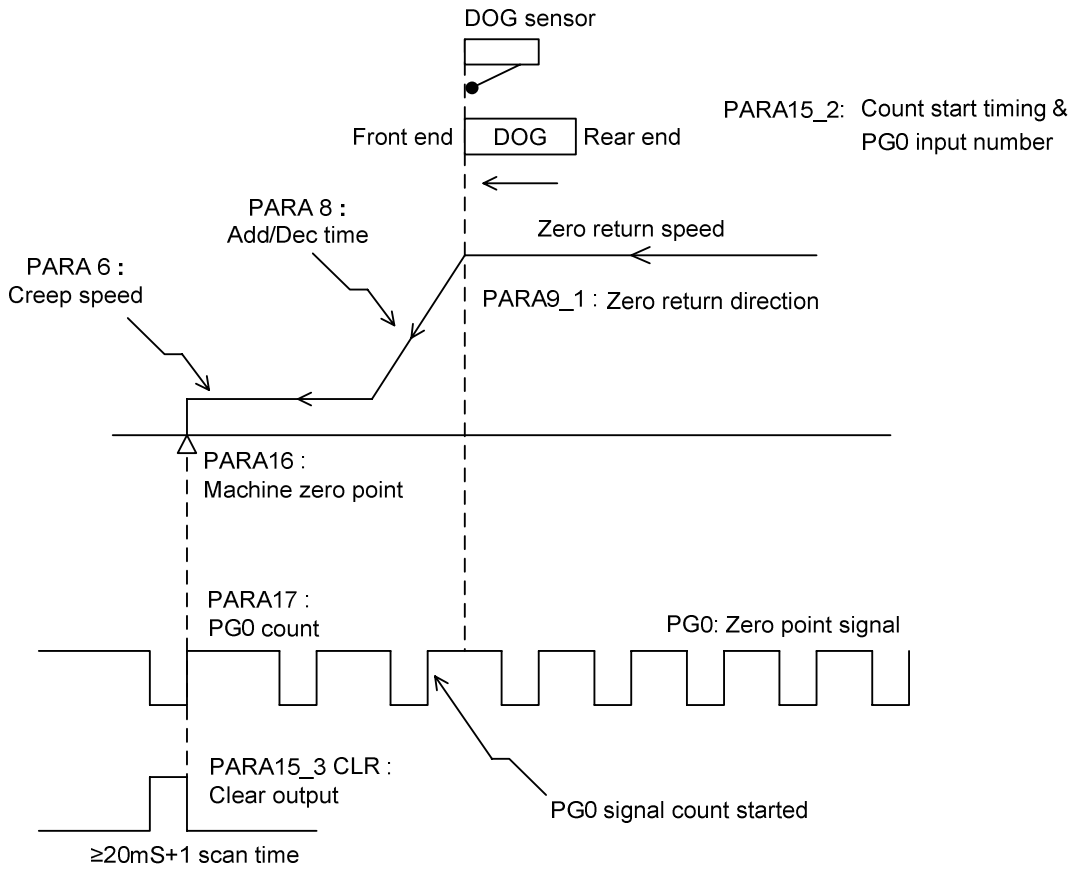 DOG sensor
PARA15_2: Count start timing &
PG0 input number
Front end
DOG
Rear end
PARA 8 :
Add/Dec time
Zero return speed
PARA 6 :
Creep speed
PARA9_1 : Zero return direction
PARA16 :
Machine zero point
PARA17 :
PG0 count
PG0: Zero point signal
PARA15_3 CLR :
Clear output
PG0 signal count started
≥20mS+1 scan time